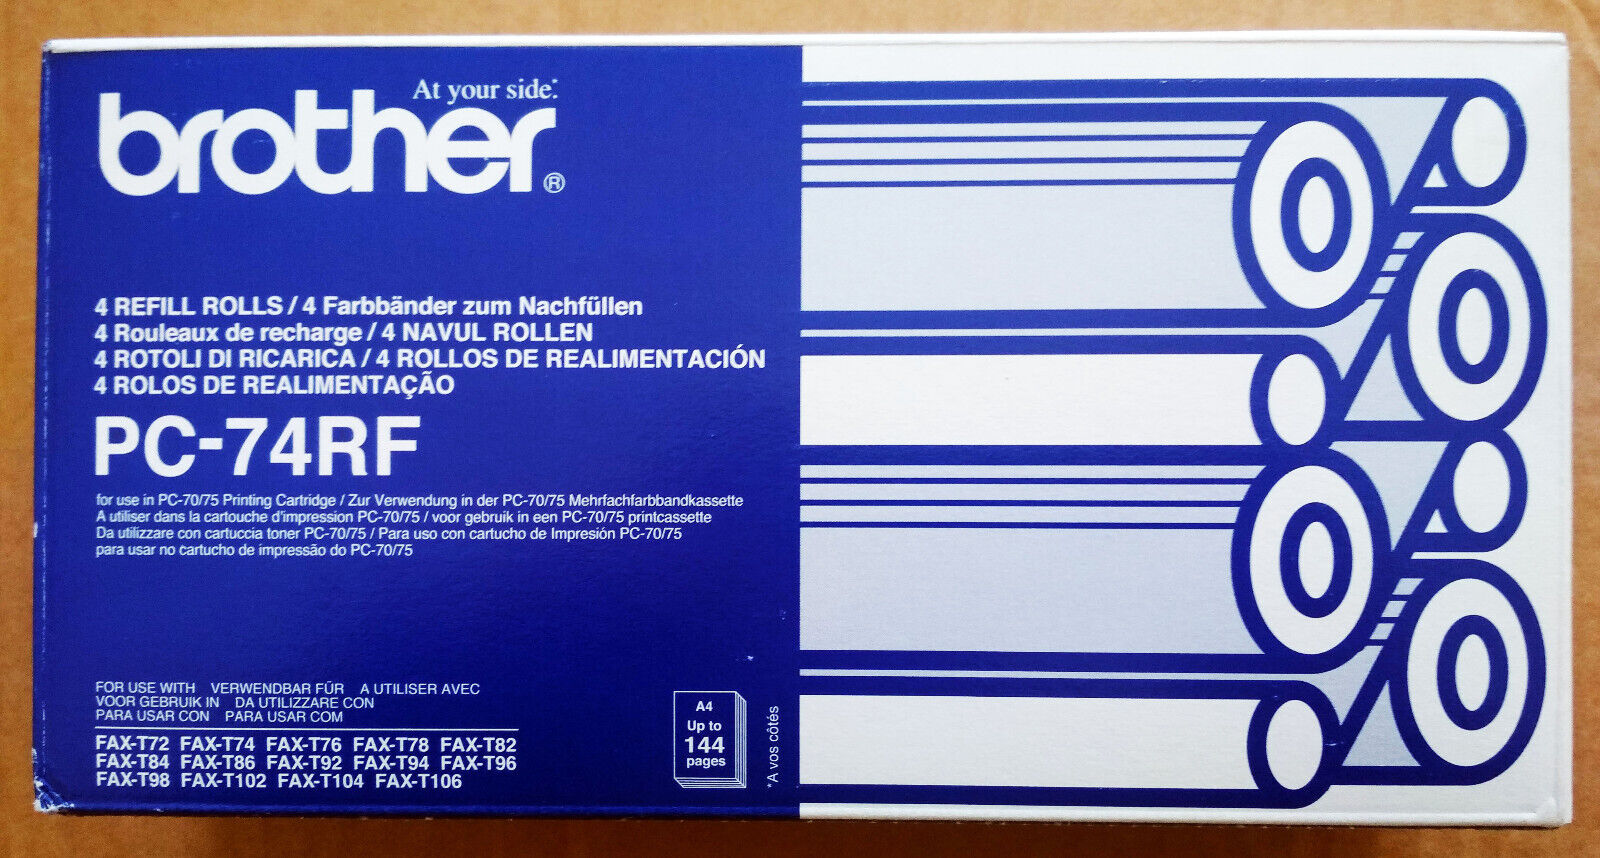 At your side.*
brother®
4 REFILL ROLLS / 4 Farbbänder zum Nachfüllen
4 Rouleaux de recharge / 4 NAVUL ROLLEN
4 ROTOLI DI RICARICA / 4 ROLLOS DE REALIMENTACIÓN
4 ROLOS DE REALIMENTAÇÃO
PC-74RF
for use in PC-70/75 Printing Cartridge / Zur Verwendung in der PC-70/75 Mehrfachfarbbandkassette
A utiliser dans la cartouche d'impression PC-70/75 / voor gebruik in een PC-70/75 printcassette
Da utilizzare con cartuccia toner PC-70/75 / Para uso con cartucho de Impresión PC-70/75
para usar no cartucho de impressão do PC-70/75
FOR USE WITH VERWENDBAR FÜR A UTILISER AVEC
VOOR GEBRUIK IN DA UTILIZZARE CON
PARA USAR CON PARA USAR COM
FAX-T72 FAX-T74 FAX-T76 FAX-T78 FAX-T82
FAX-T84 FAX-T86 FAX-T92 FAX-T94 FAX-T96
FAX-T98 FAX-T102 FAX-T104 FAX-T106
A4
Up to
144
pages
*A vos côtés